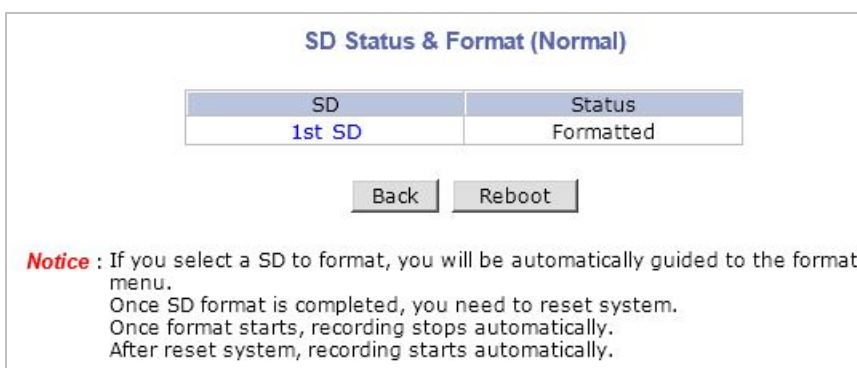 SD Status & Format (Normal)
SD Status
1st SD Formatted
Back Reboot
Notice : If you select a SD to format, you will be automatically guided to the format
menu.
Once SD format is completed, you need to reset system.
Once format starts, recording stops automatically.
After reset system, recording starts automatically.